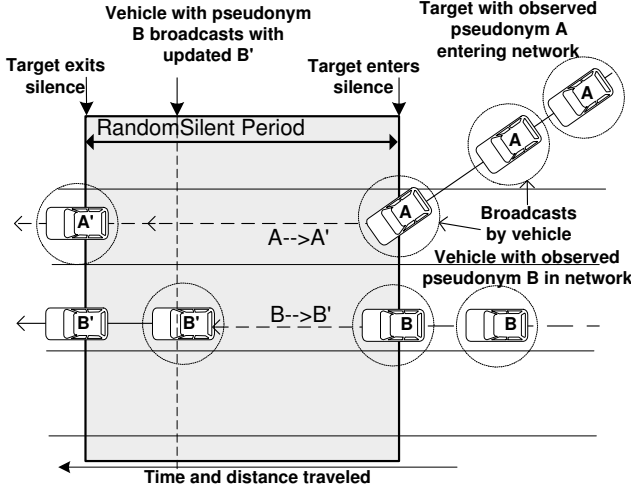 Vehicle with pseudonym
B broadcasts with
updated B'
Target with observed
pseudonym A
entering network
Target exits
silence
Target enters
silence
RandomSilent Period
A
A
A
A'
A-->A'
Broadcasts
by vehicle
Vehicle with observed
pseudonym B in network
B'
B'
B-->B'
B
B
Time and distance traveled